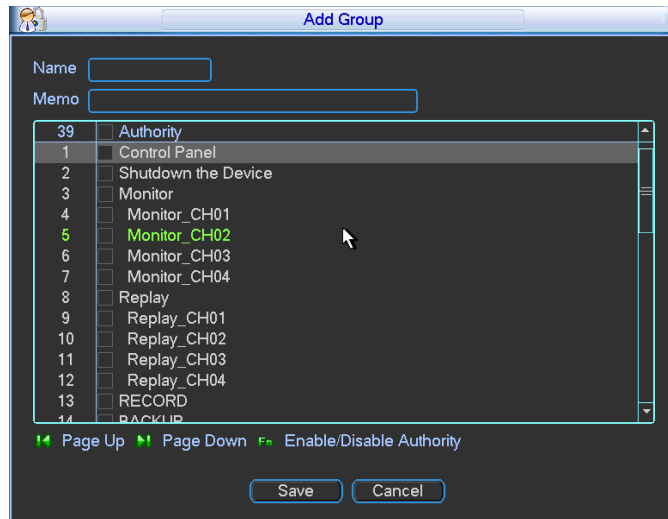 Add Group
Name
Memo
39 Authority
1 Control Panel
2 Shutdown the Device
3 Monitor
4 Monitor_CH01
5 Monitor_CH02
6 Monitor_CH03
7 Monitor_CH04
8 Replay
9 Replay_CH01
10 Replay_CH02
11 Replay_CH03
12 Replay_CH04
13 RECORD
14 BACKUP
Page Up Page Down Fn Enable/Disable Authority
Save Cancel